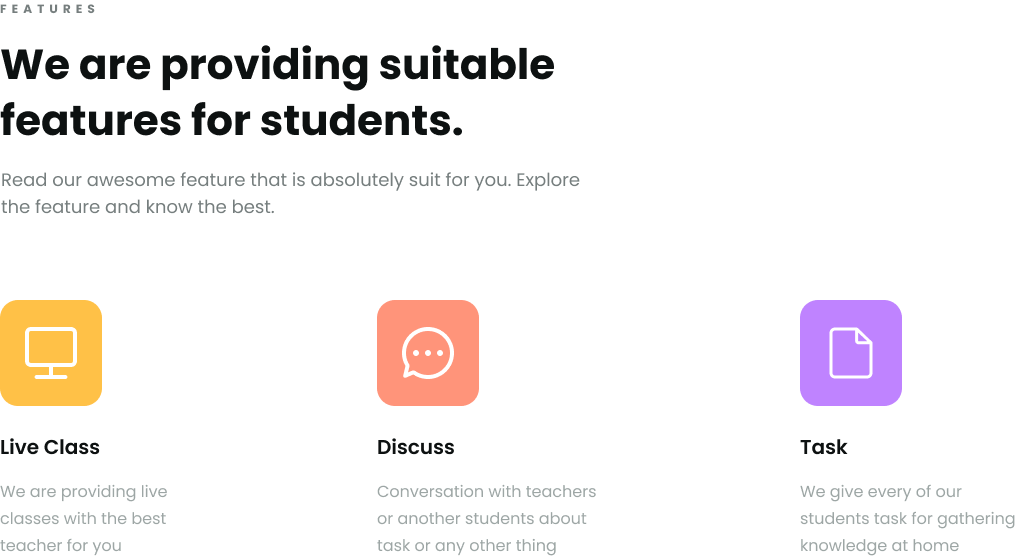 FEATURES
We are providing suitable
features for students.
Read our awesome feature that is absolutely suit for you. Explore
the feature and know the best.
Live Class
We are providing live
classes with the best
teacher for you
Discuss
Conversation with teachers
or another students about
task or any other thing
Task
We give every of our
students task for gathering
knowledge at home